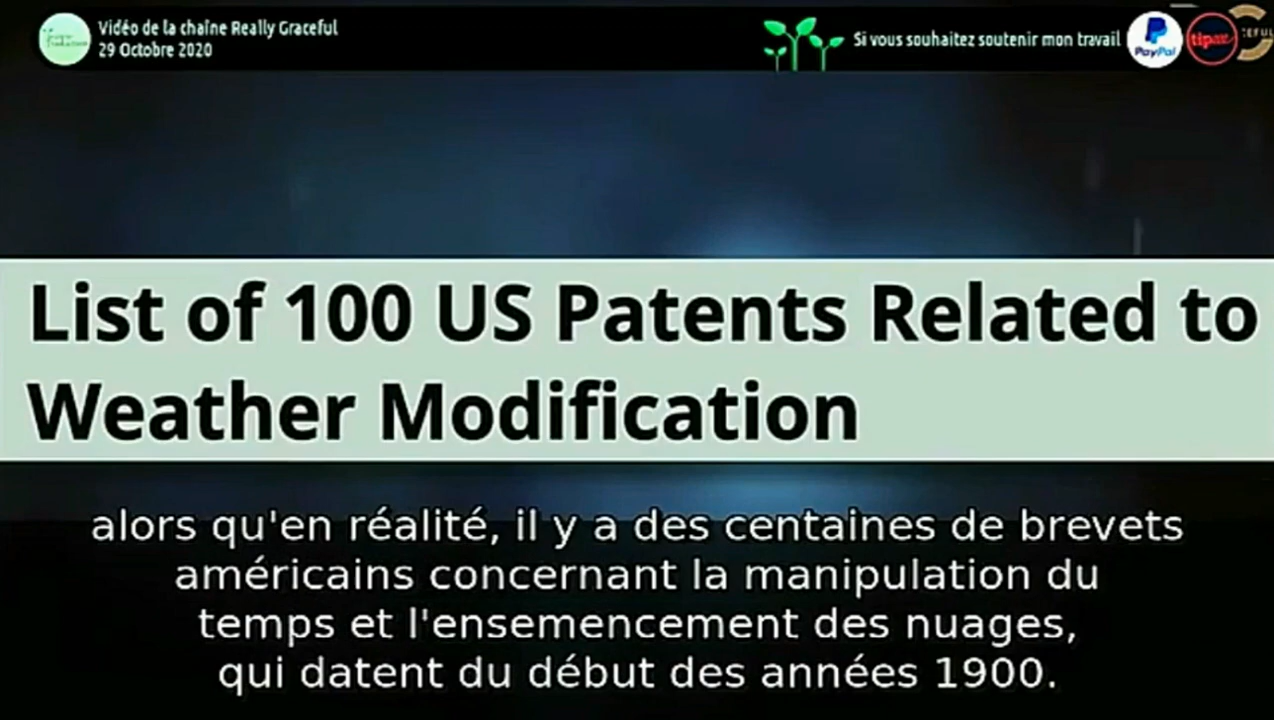 Vidéo de la chaîne Really Graceful
29 Octobre 2020
Si vous souhaitez soutenir mon travail
PayPal
tipeee
List of 100 US Patents Related to
Weather Modification
alors qu'en réalité, il y a des centaines de brevets
américains concernant la manipulation du
temps et l'ensemencement des nuages,
qui datent du début des années 1900.